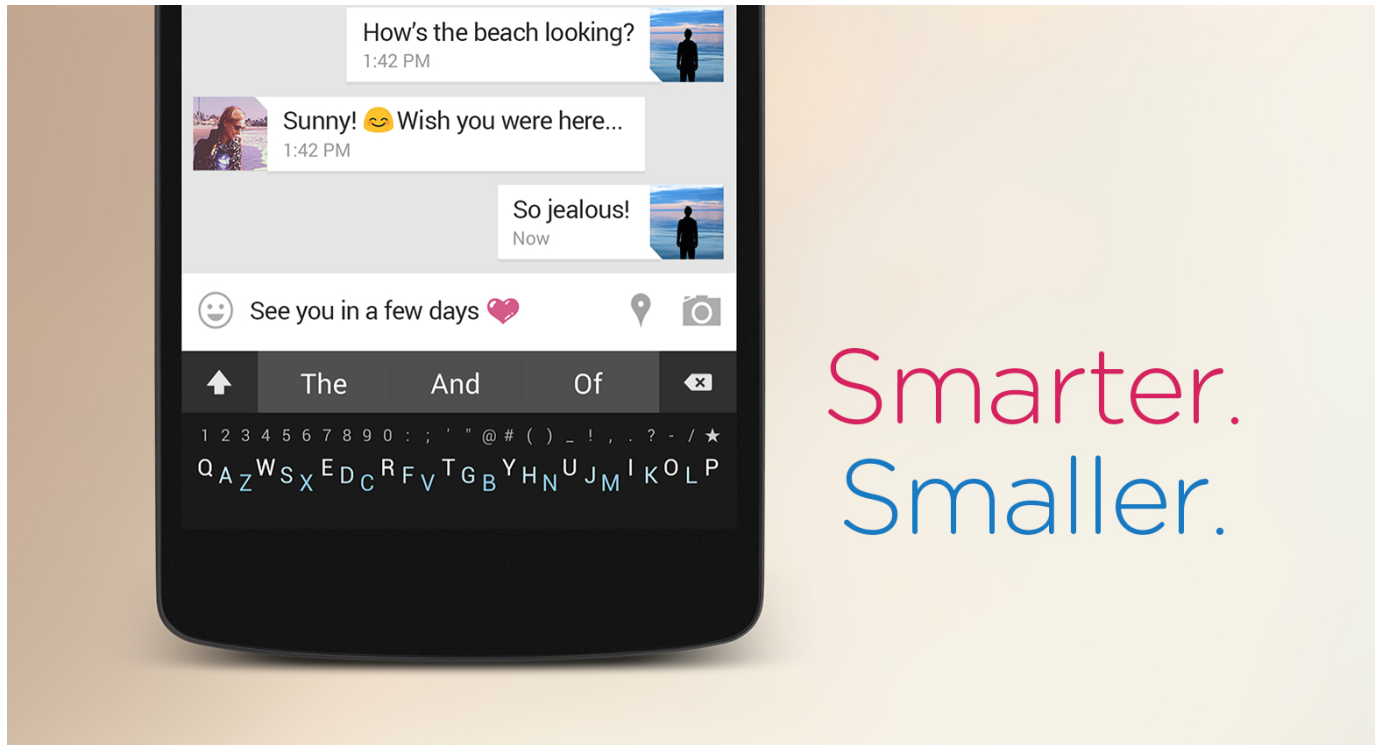 How's the beach looking?
1:42 PM
Sunny! 😊 Wish you were here...
1:42 PM
So jealous!
Now
See you in a few days 💖
The And Of
1 2 3 4 5 6 7 8 9 0 : ; ' " @ # ( ) _ ! , . ? - / ★
Q A Z W S X E D C R F V T G B Y H N U J M I K O L P
Smarter.
Smaller.